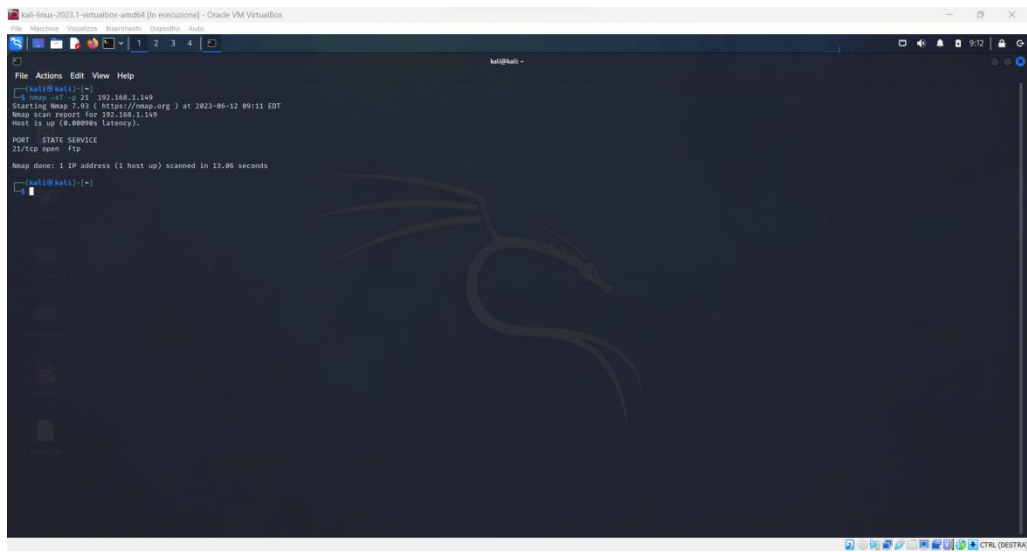 kali-linux-2023.1-virtualbox-amd64 [In esecuzione] - Oracle VM VirtualBox
File Macchina Visualizza Inserimento Dispositivi Aiuto
1 2 3 4
9:12
kali@kali: ~
File Actions Edit View Help
(kali㉿kali)-[~]
$ nmap -sT -p 21 192.168.1.149
Starting Nmap 7.93 ( https://nmap.org ) at 2023-06-12 09:11 EDT
Nmap scan report for 192.168.1.149
Host is up (0.00090s latency).
PORT STATE SERVICE
21/tcp open ftp
Nmap done: 1 IP address (1 host up) scanned in 13.06 seconds
(kali㉿kali)-[~]
$
CTRL (DESTRA)